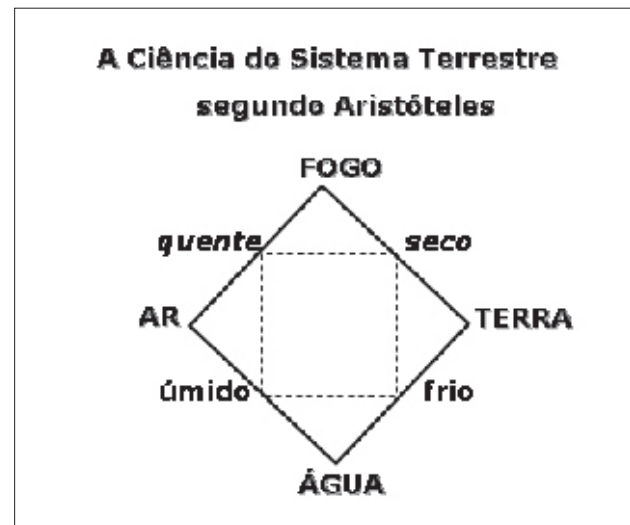 A Ciência do Sistema Terrestre
segundo Aristóteles
FOGO
quente seco
AR TERRA
úmido frio
ÁGUA